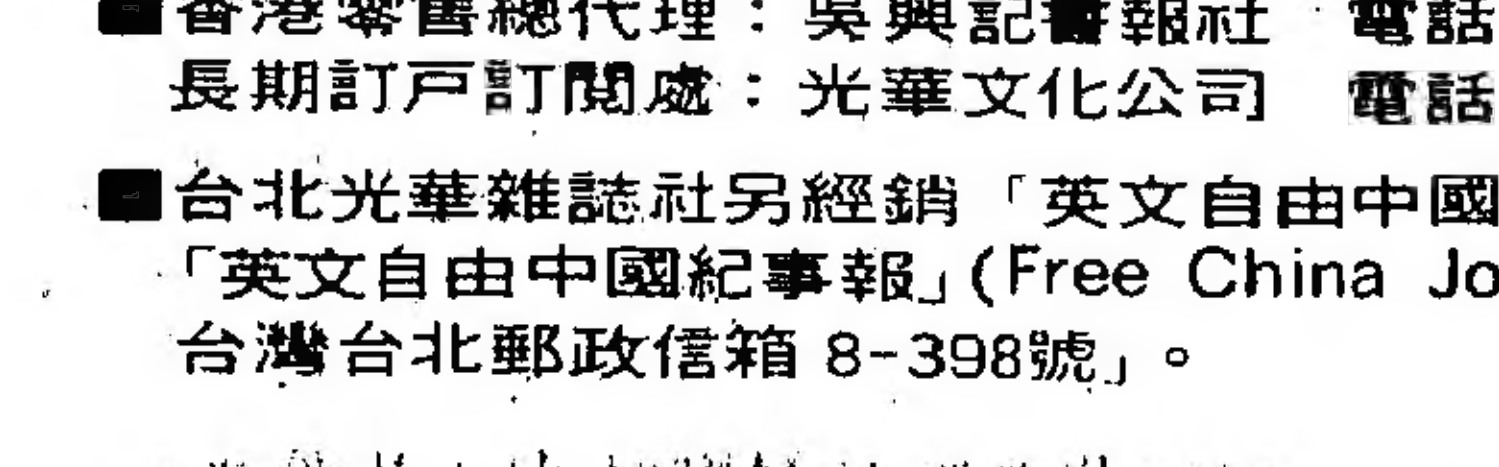 ■香港零售總代理：吳興記書報社 電話
長期訂戶訂閱處：光華文化公司 電話
■台北光華雜誌社另經銷「英文自由中國
「英文自由中國紀事報」(Free China Jo
台灣台北郵政信箱8-398號」。